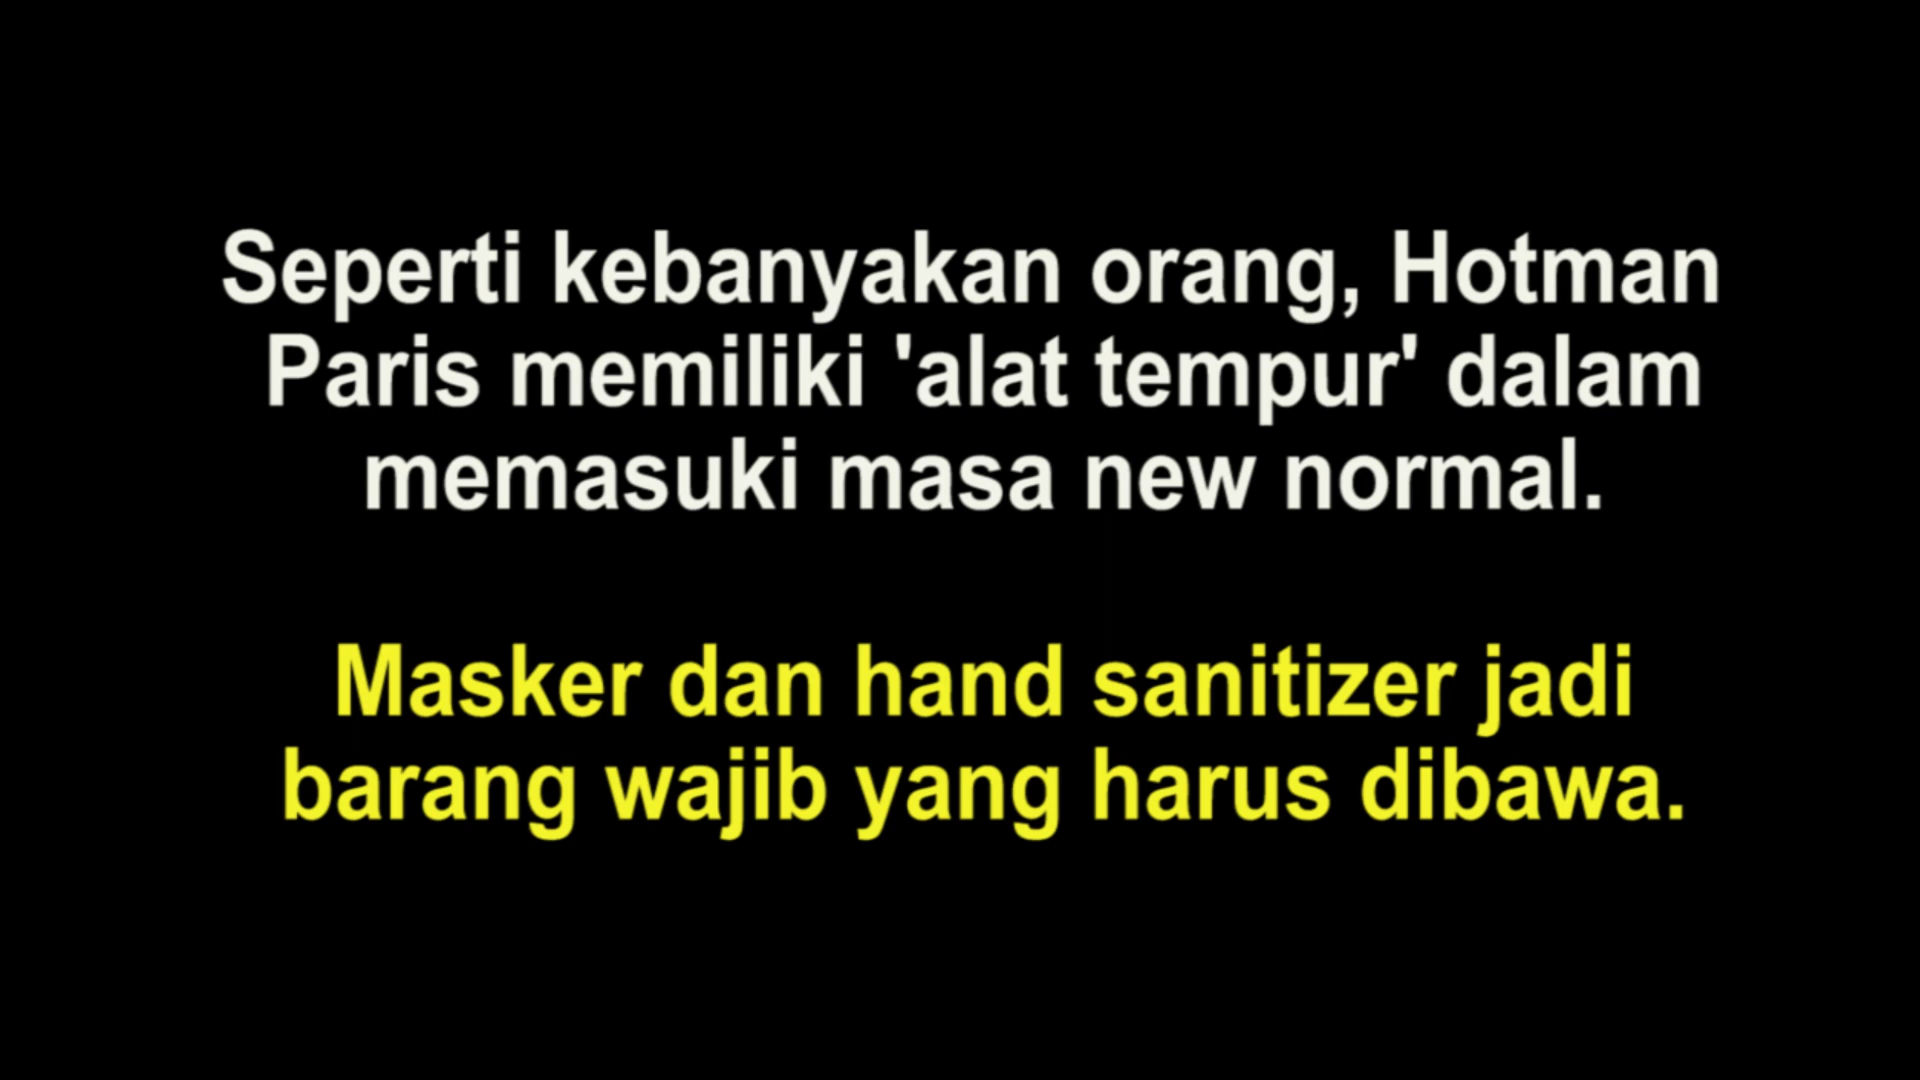 Seperti kebanyakan orang, Hotman
Paris memiliki 'alat tempur' dalam
memasuki masa new normal.
Masker dan hand sanitizer jadi
barang wajib yang harus dibawa.